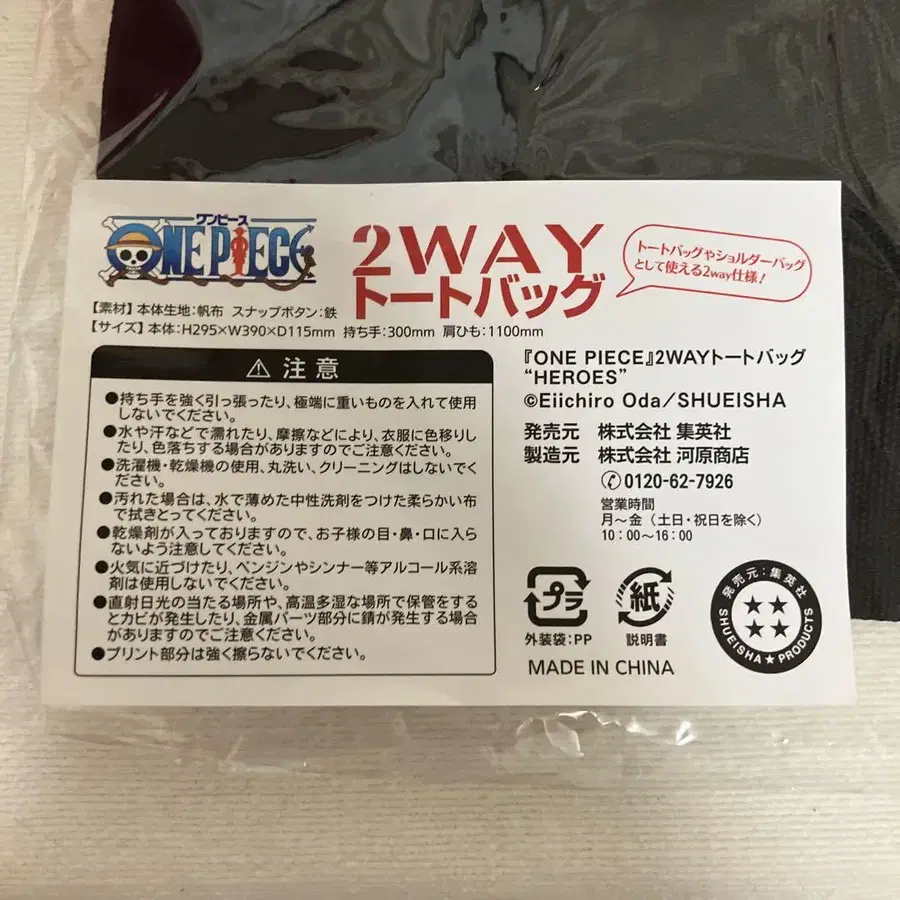 ワンピース
ONE PIECE
2WAY
トートバッグ
トートバッグやショルダーバッグ
として使える2way仕様!
【素材】本体生地:帆布 スナップボタン:鉄
【サイズ】本体:H295×W390×D115mm 持ち手:300mm 肩ひも:1100mm
⚠ 注意
●持ち手を強く引っ張ったり、極端に重いものを入れて使用
しないでください。
●水や汗などで濡れたり、摩擦などにより、衣服に色移りし
たり、色落ちする場合がありますのでご注意ください。
●洗濯機・乾燥機の使用、丸洗い、クリーニングはしないでく
ださい。
●汚れた場合は、水で薄めた中性洗剤をつけた柔らかい布
で拭きとってください。
●乾燥剤が入っておりますので、お子様の目・鼻・口に入ら
ないよう注意してください。
●火気に近づけたり、ベンジンやシンナー等アルコール系溶
剤は使用しないでください。
●直射日光の当たる場所や、高温多湿な場所で保管をする
とカビが発生したり、金属パーツ部分に錆が発生する場合
がありますのでご注意ください。
●プリント部分は強く擦らないでください。
『ONE PIECE』2WAYトートバッグ
“HEROES”
©Eiichiro Oda/SHUEISHA
発売元 株式会社 集英社
製造元 株式会社 河原商店
0120-62-7926
営業時間
月〜金(土日・祝日を除く)
10:00〜16:00
プラ
外装袋:PP
紙
説明書
MADE IN CHINA
発売元:集英社
SHUEISHA★PRODUCTS